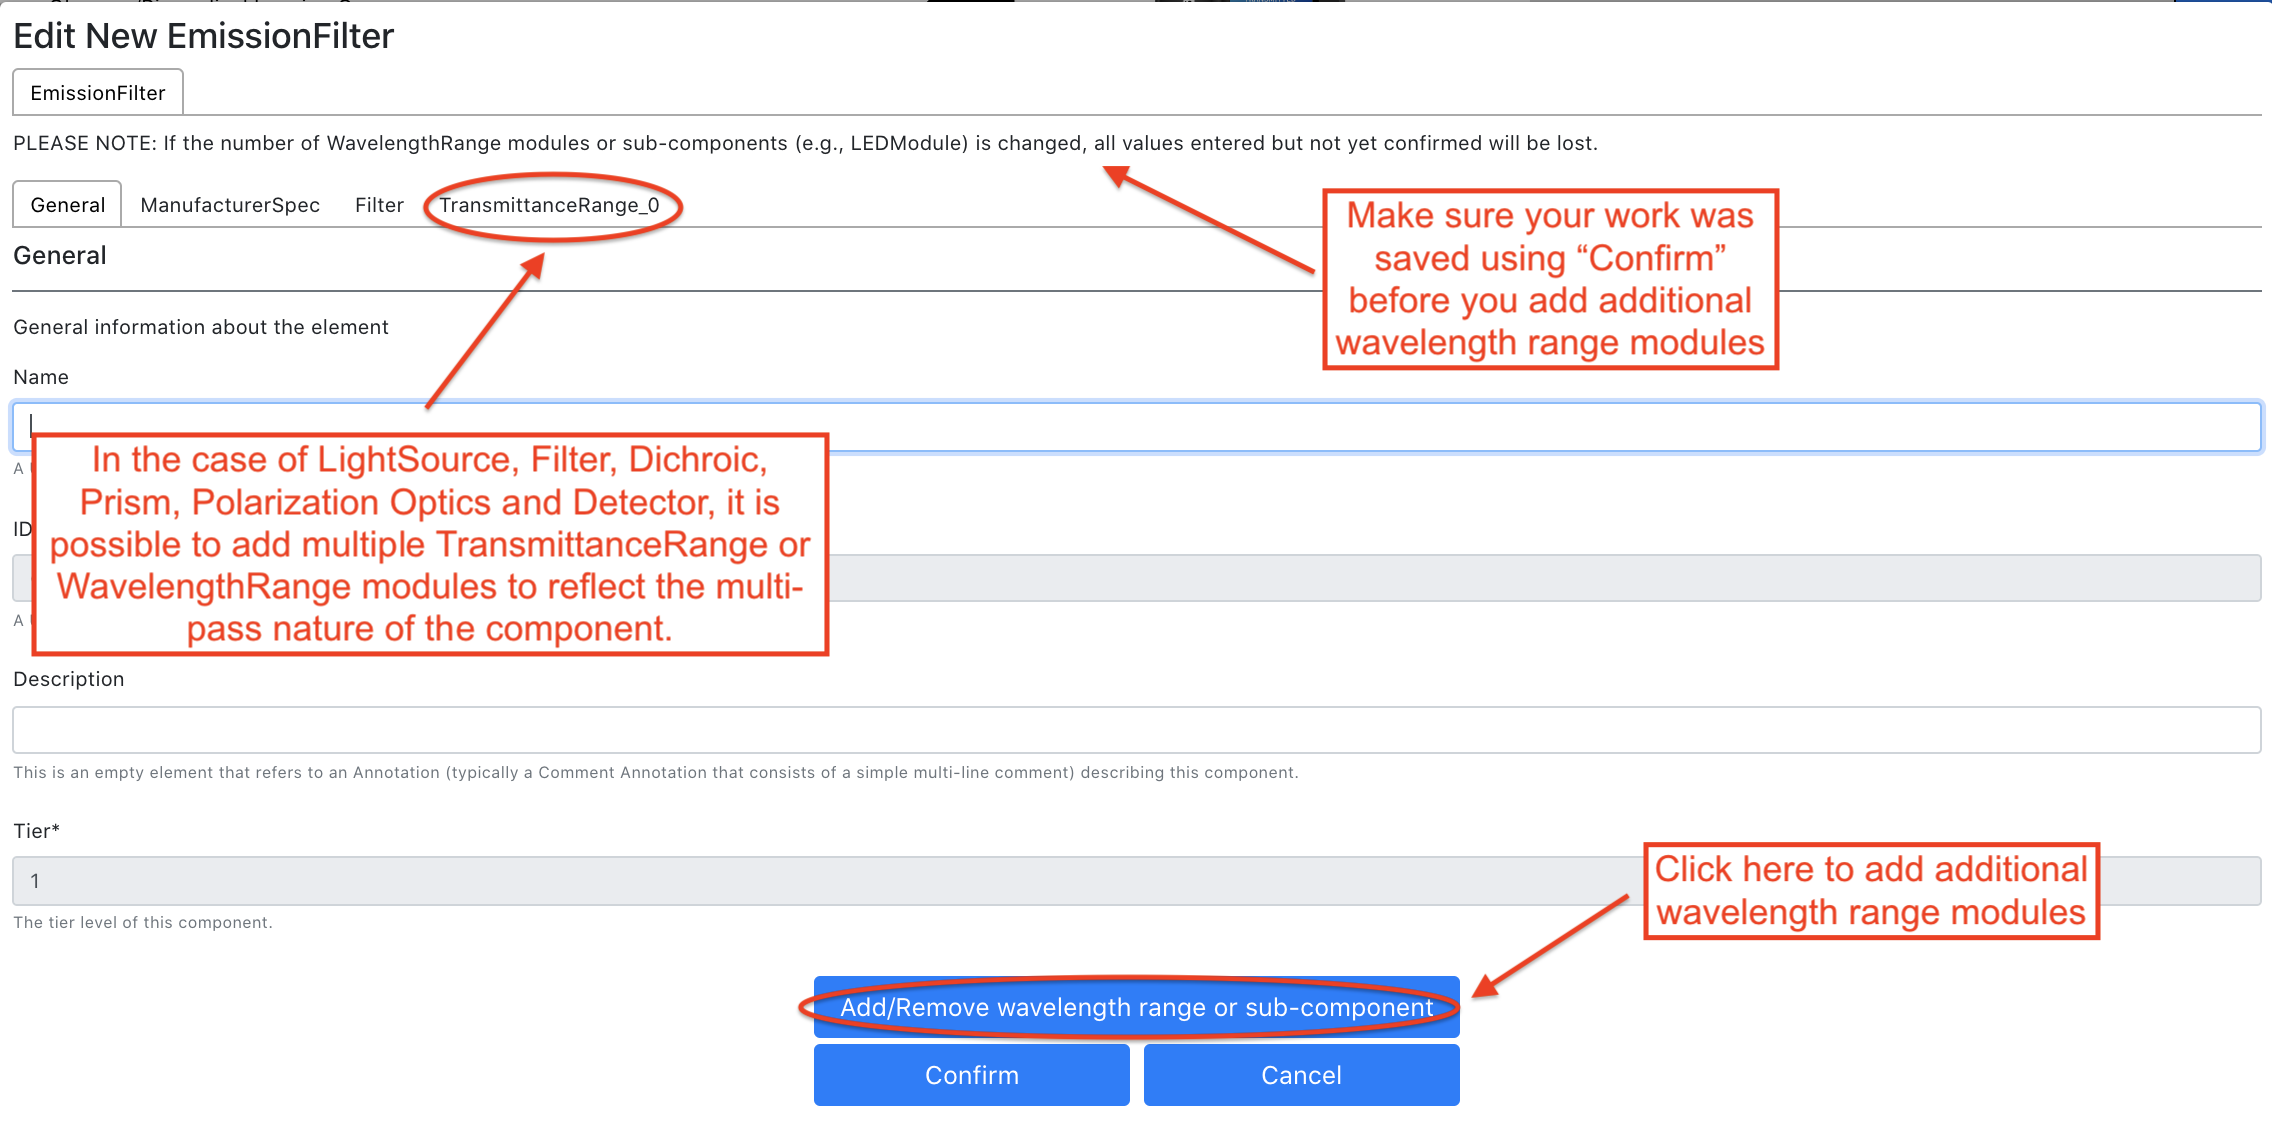 Edit New EmissionFilter
EmissionFilter
PLEASE NOTE: If the number of WavelengthRange modules or sub-components (e.g., LEDModule) is changed, all values entered but not yet confirmed will be lost.
General ManufacturerSpec Filter TransmittanceRange_0
Make sure your work was
saved using “Confirm”
before you add additional
wavelength range modules
General
General information about the element
Name
A
In the case of LightSource, Filter, Dichroic,
Prism, Polarization Optics and Detector, it is
possible to add multiple TransmittanceRange or
WavelengthRange modules to reflect the multi-
pass nature of the component.
ID
A
Description
This is an empty element that refers to an Annotation (typically a Comment Annotation that consists of a simple multi-line comment) describing this component.
Tier*
1
The tier level of this component.
Click here to add additional
wavelength range modules
Add/Remove wavelength range or sub-component
Confirm Cancel